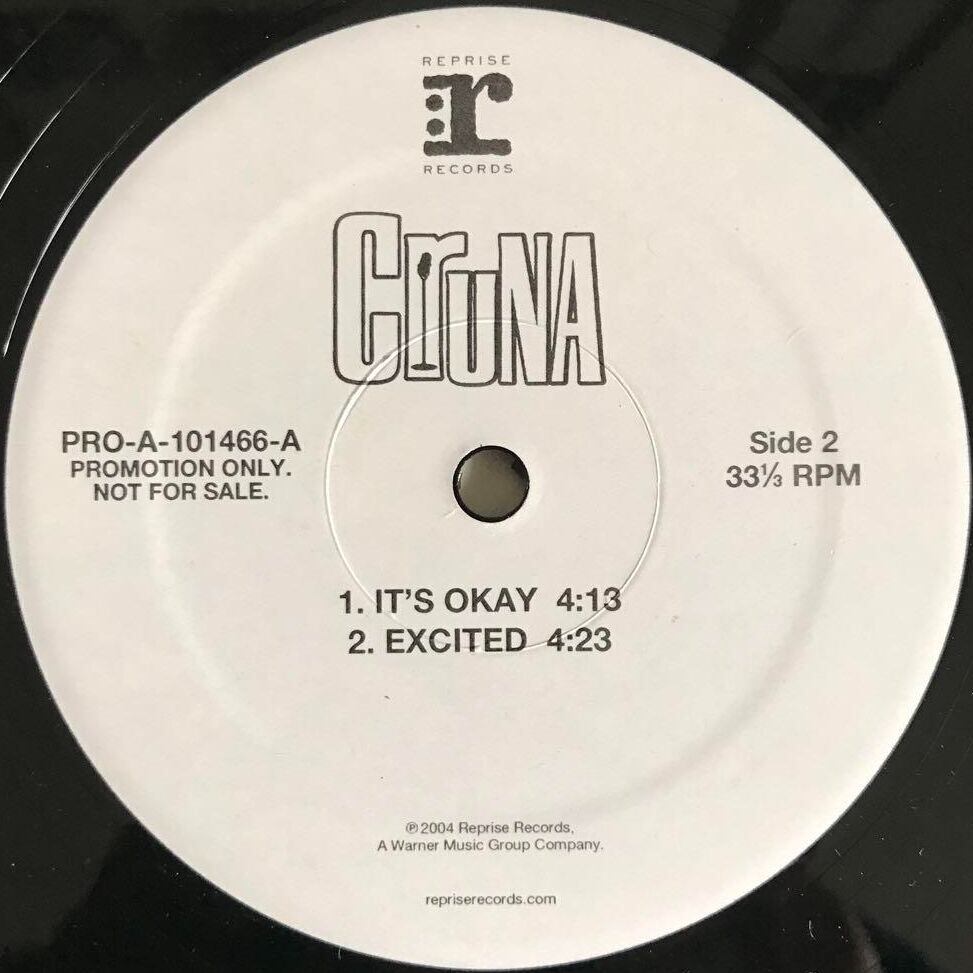 REPRISE
r
RECORDS
CruNA
PRO-A-101466-A
PROMOTION ONLY.
NOT FOR SALE.
Side 2
33⅓ RPM
1. IT'S OKAY 4:13
2. EXCITED 4:23
℗ 2004 Reprise Records,
A Warner Music Group Company.
repriserecords.com